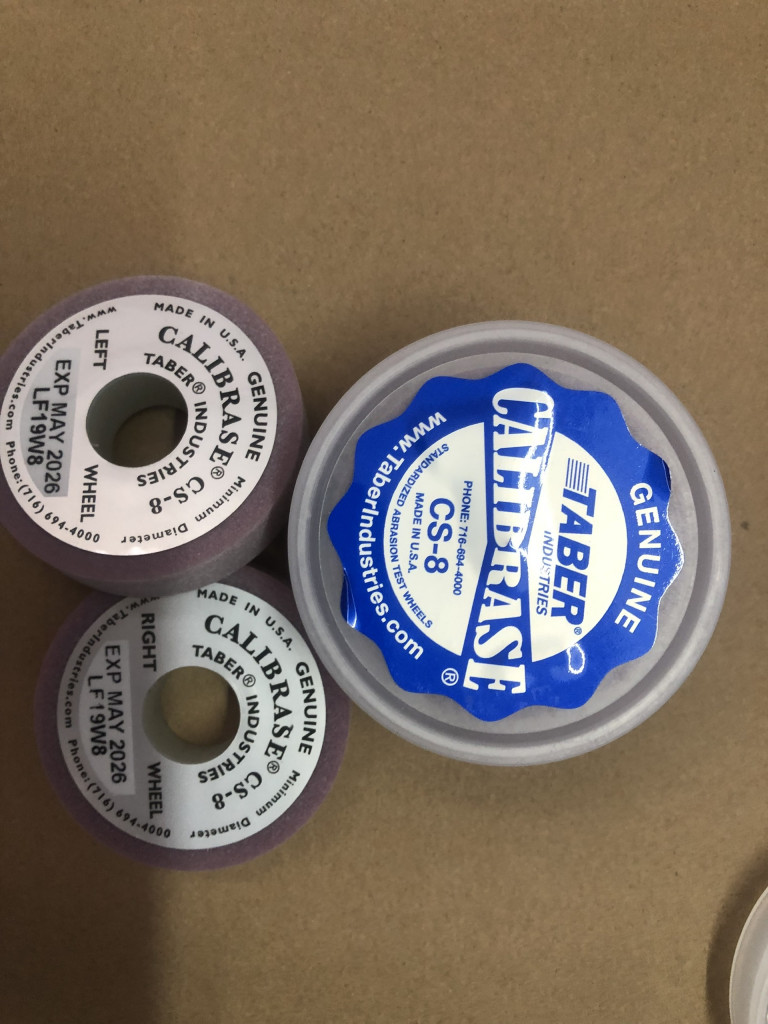 MADE IN U.S.A.
GENUINE
CALIBRASE® CS-8
TABER® INDUSTRIES
LEFT WHEEL
EXP MAY 2026
LF19W8
Minimum Diameter
www.TaberIndustries.com Phone:(716) 694-4000
MADE IN U.S.A.
GENUINE
CALIBRASE® CS-8
TABER® INDUSTRIES
RIGHT WHEEL
EXP MAY 2026
LF19W8
Minimum Diameter
www.TaberIndustries.com Phone:(716) 694-4000
GENUINE
TABER®
INDUSTRIES
CALIBRASE®
PHONE: 716-694-4000
CS-8
MADE IN U.S.A.
STANDARDIZED ABRASION TEST WHEELS
www.TaberIndustries.com